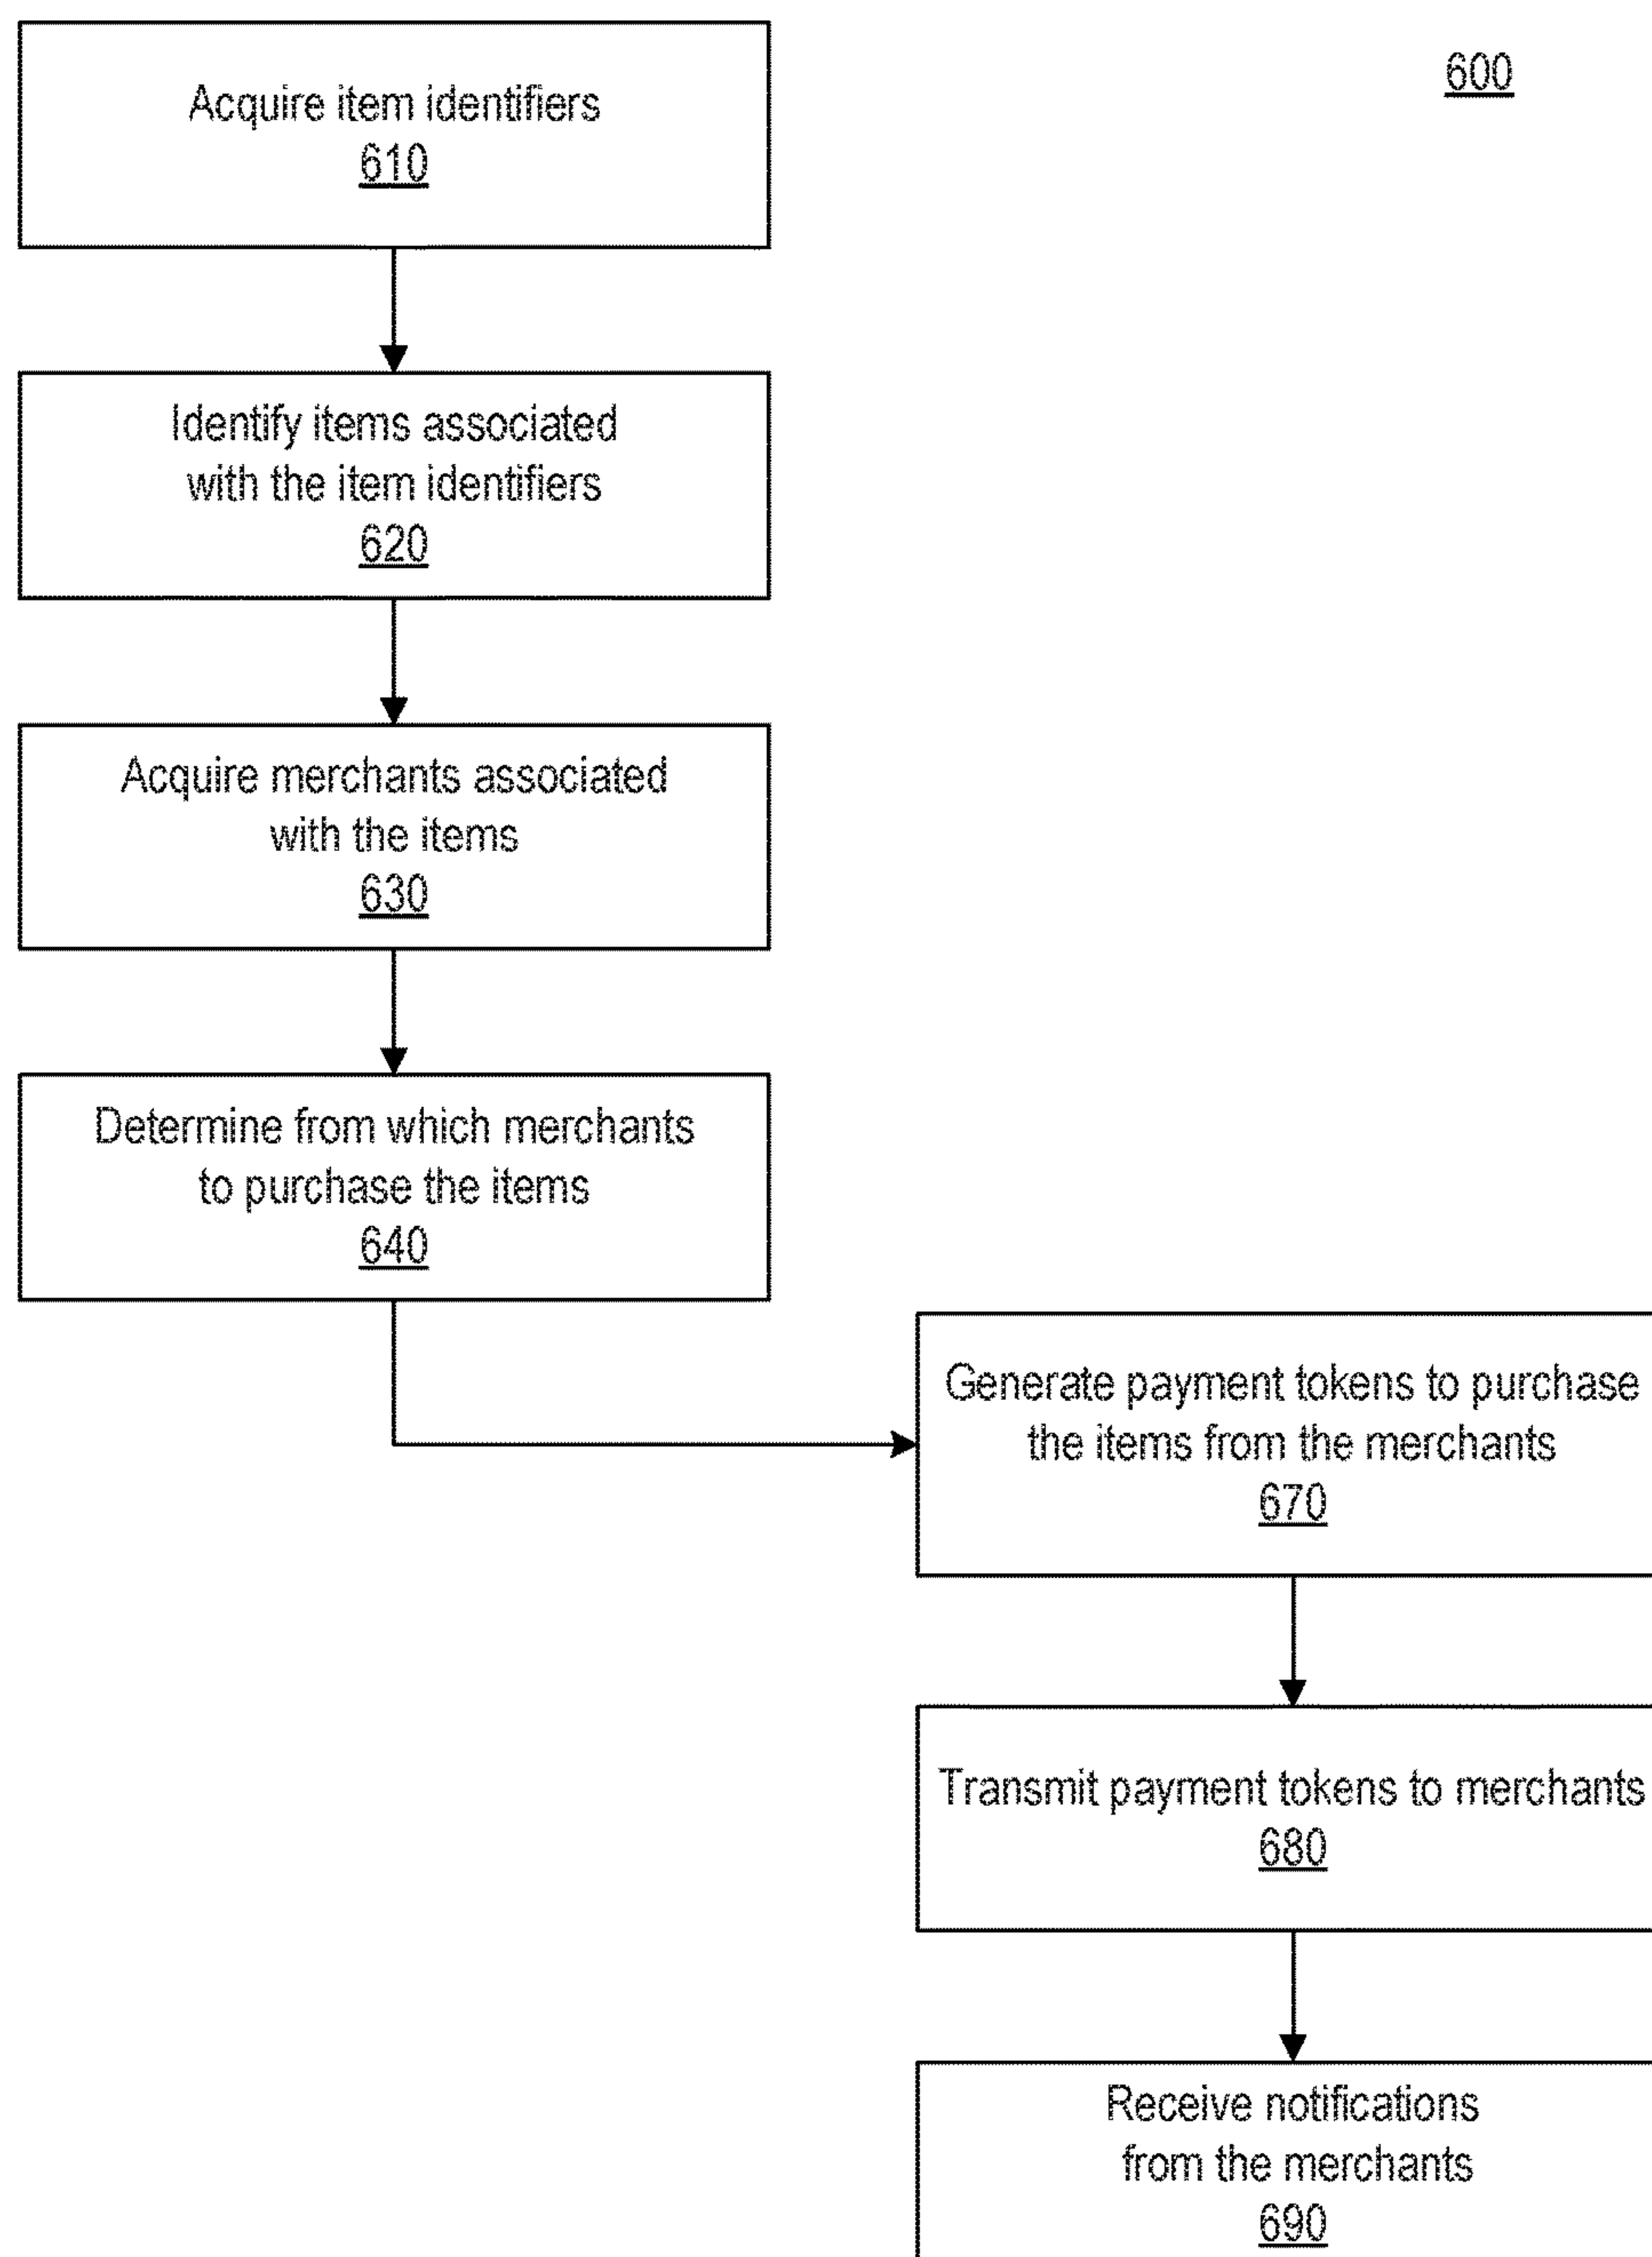 600
Acquire item identifiers
610
Identify items associated
with the item identifiers
620
Acquire merchants associated
with the items
630
Determine from which merchants
to purchase the items
640
Generate payment tokens to purchase
the items from the merchants
670
Transmit payment tokens to merchants
680
Receive notifications
from the merchants
690